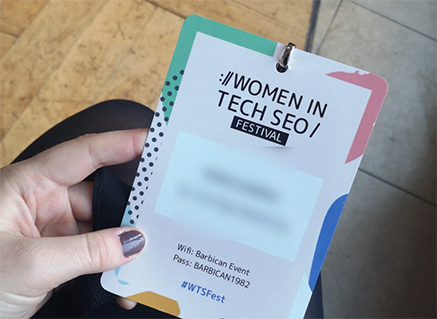 ://WOMEN IN
TECH SEO/
FESTIVAL
Wifi: Barbican Event
Pass: BARBICAN1982
#WTSFest